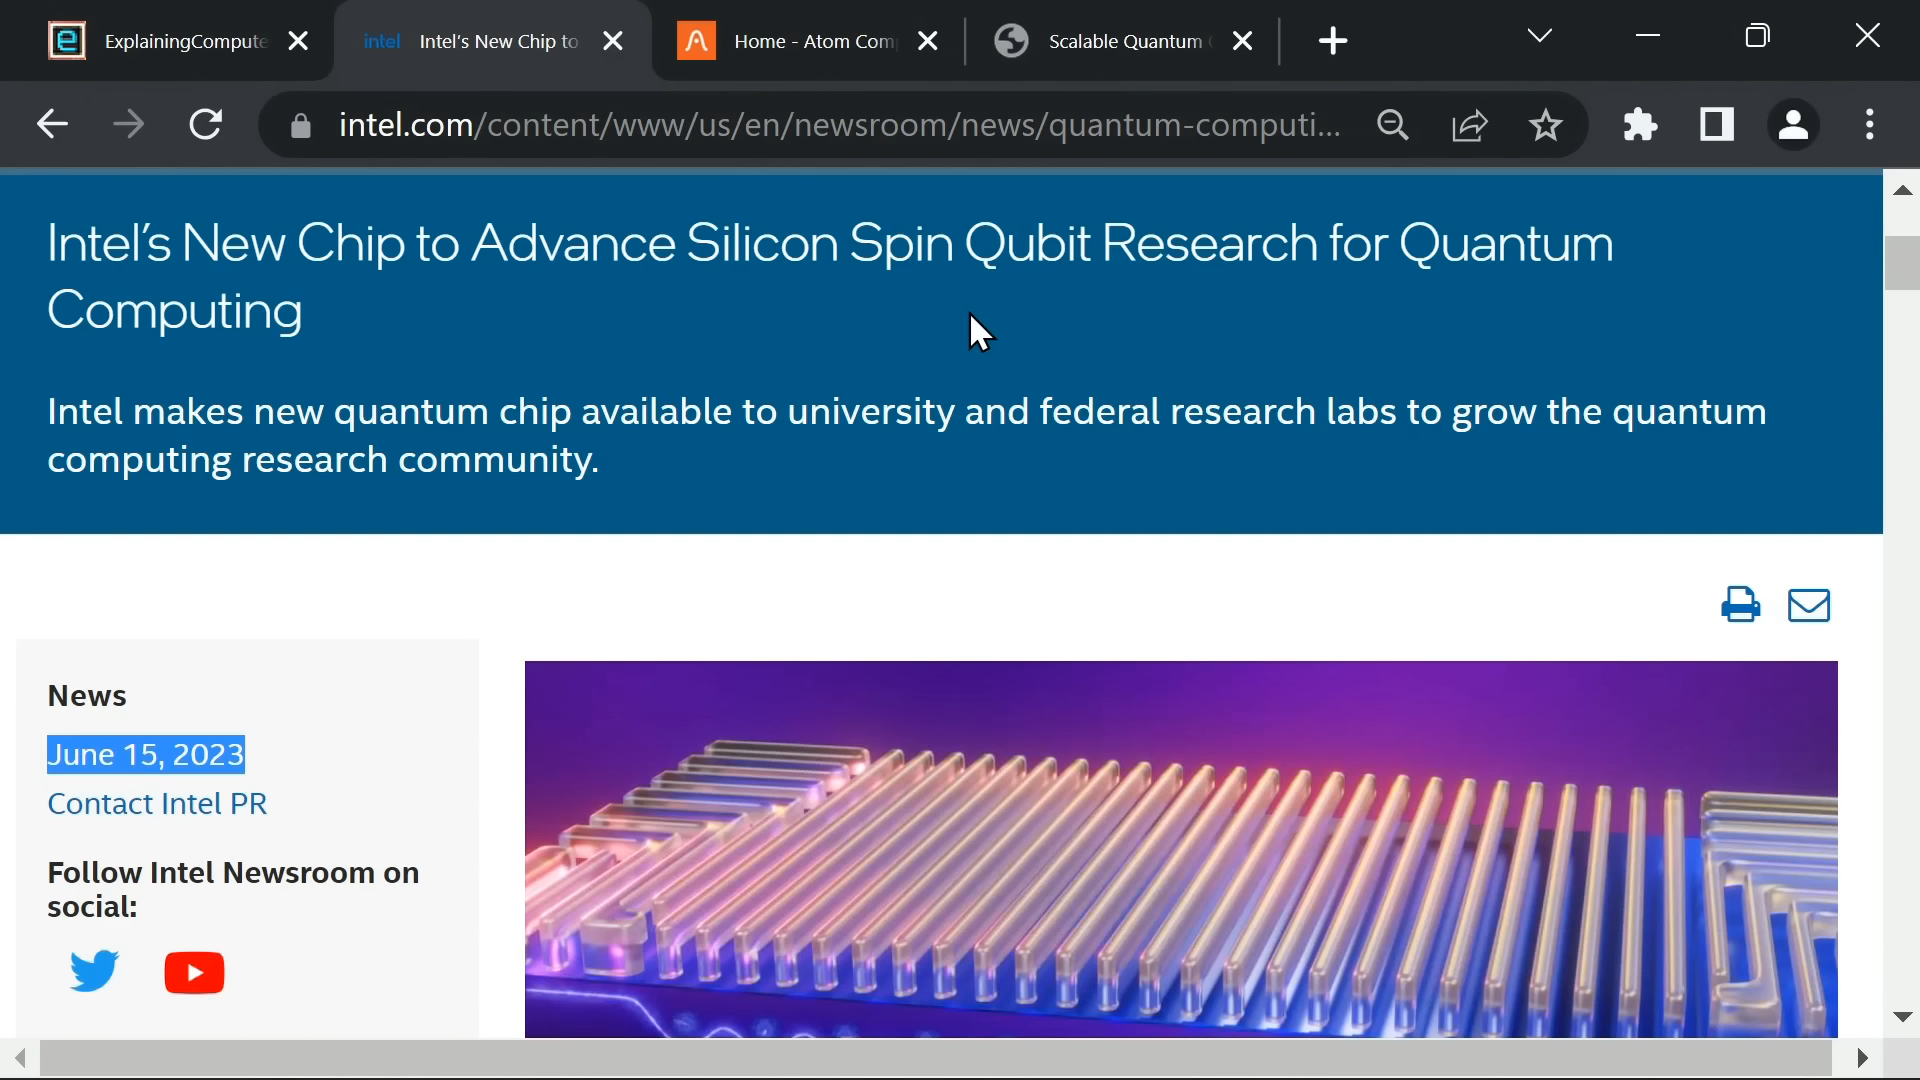 ExplainingCompute
intel Intel's New Chip to
Home - Atom Com
Scalable Quantum
intel.com/content/www/us/en/newsroom/news/quantum-computi...
Intel's New Chip to Advance Silicon Spin Qubit Research for Quantum
Computing
Intel makes new quantum chip available to university and federal research labs to grow the quantum
computing research community.
News
June 15, 2023
Contact Intel PR
Follow Intel Newsroom on
social: